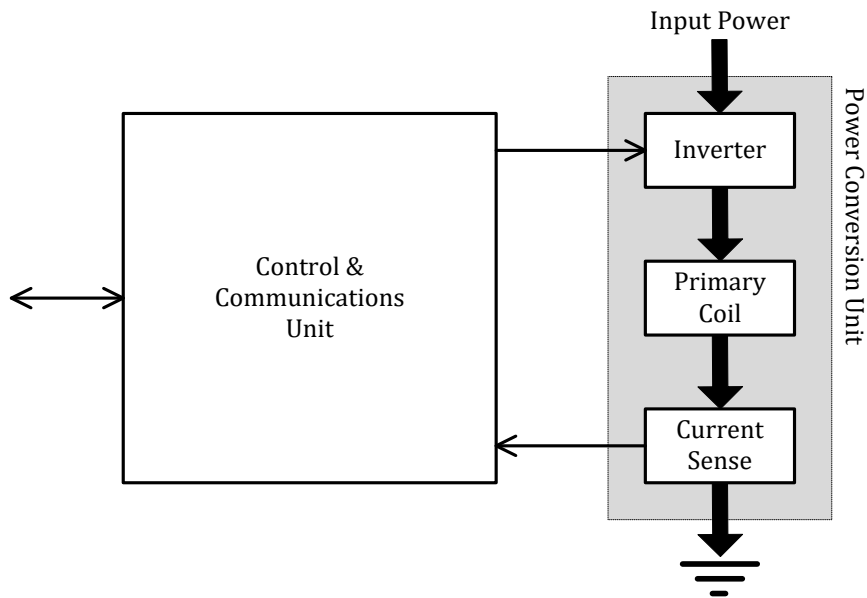 Input Power
Power Conversion Unit
Inverter
Control &
Communications
Unit
Primary
Coil
Current
Sense